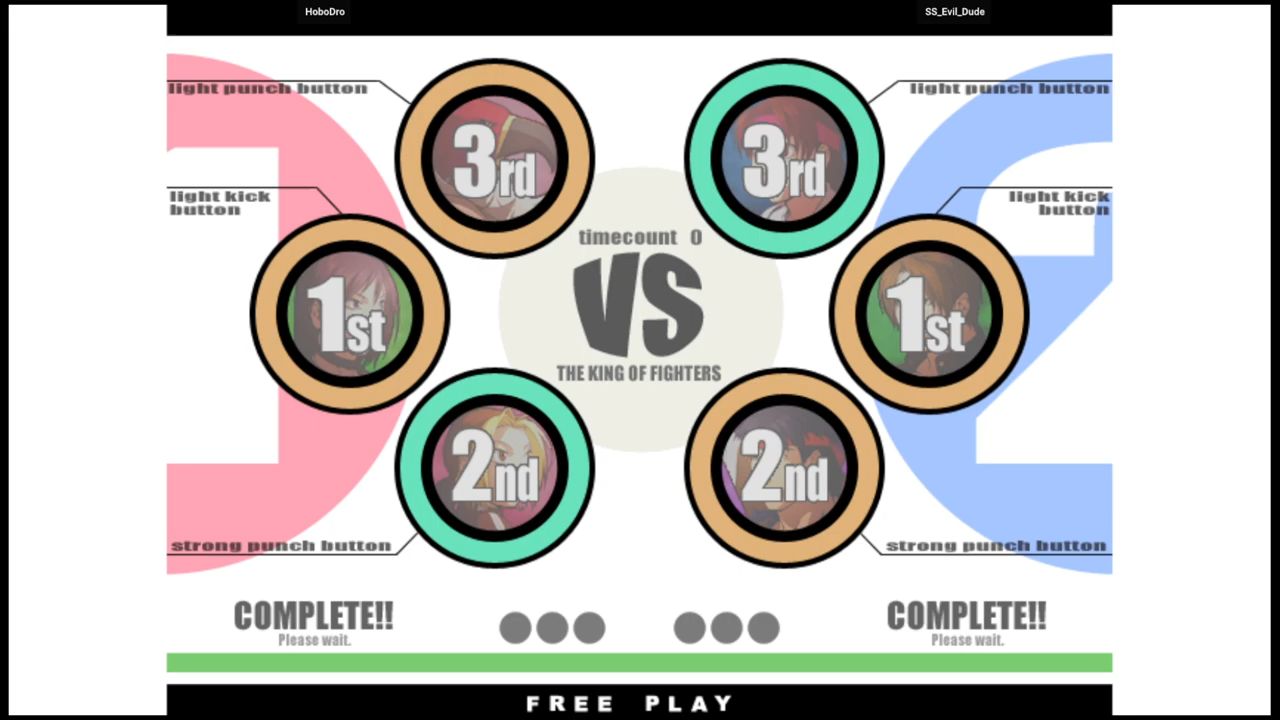 HoboDro
SS_Evil_Dude
light punch button
3rd
3rd
light punch button
light kick
button
light kick
button
timecount 0
VS
THE KING OF FIGHTERS
1st
1st
2nd
2nd
strong punch button
strong punch button
COMPLETE!!
Please wait.
COMPLETE!!
Please wait.
FREE PLAY